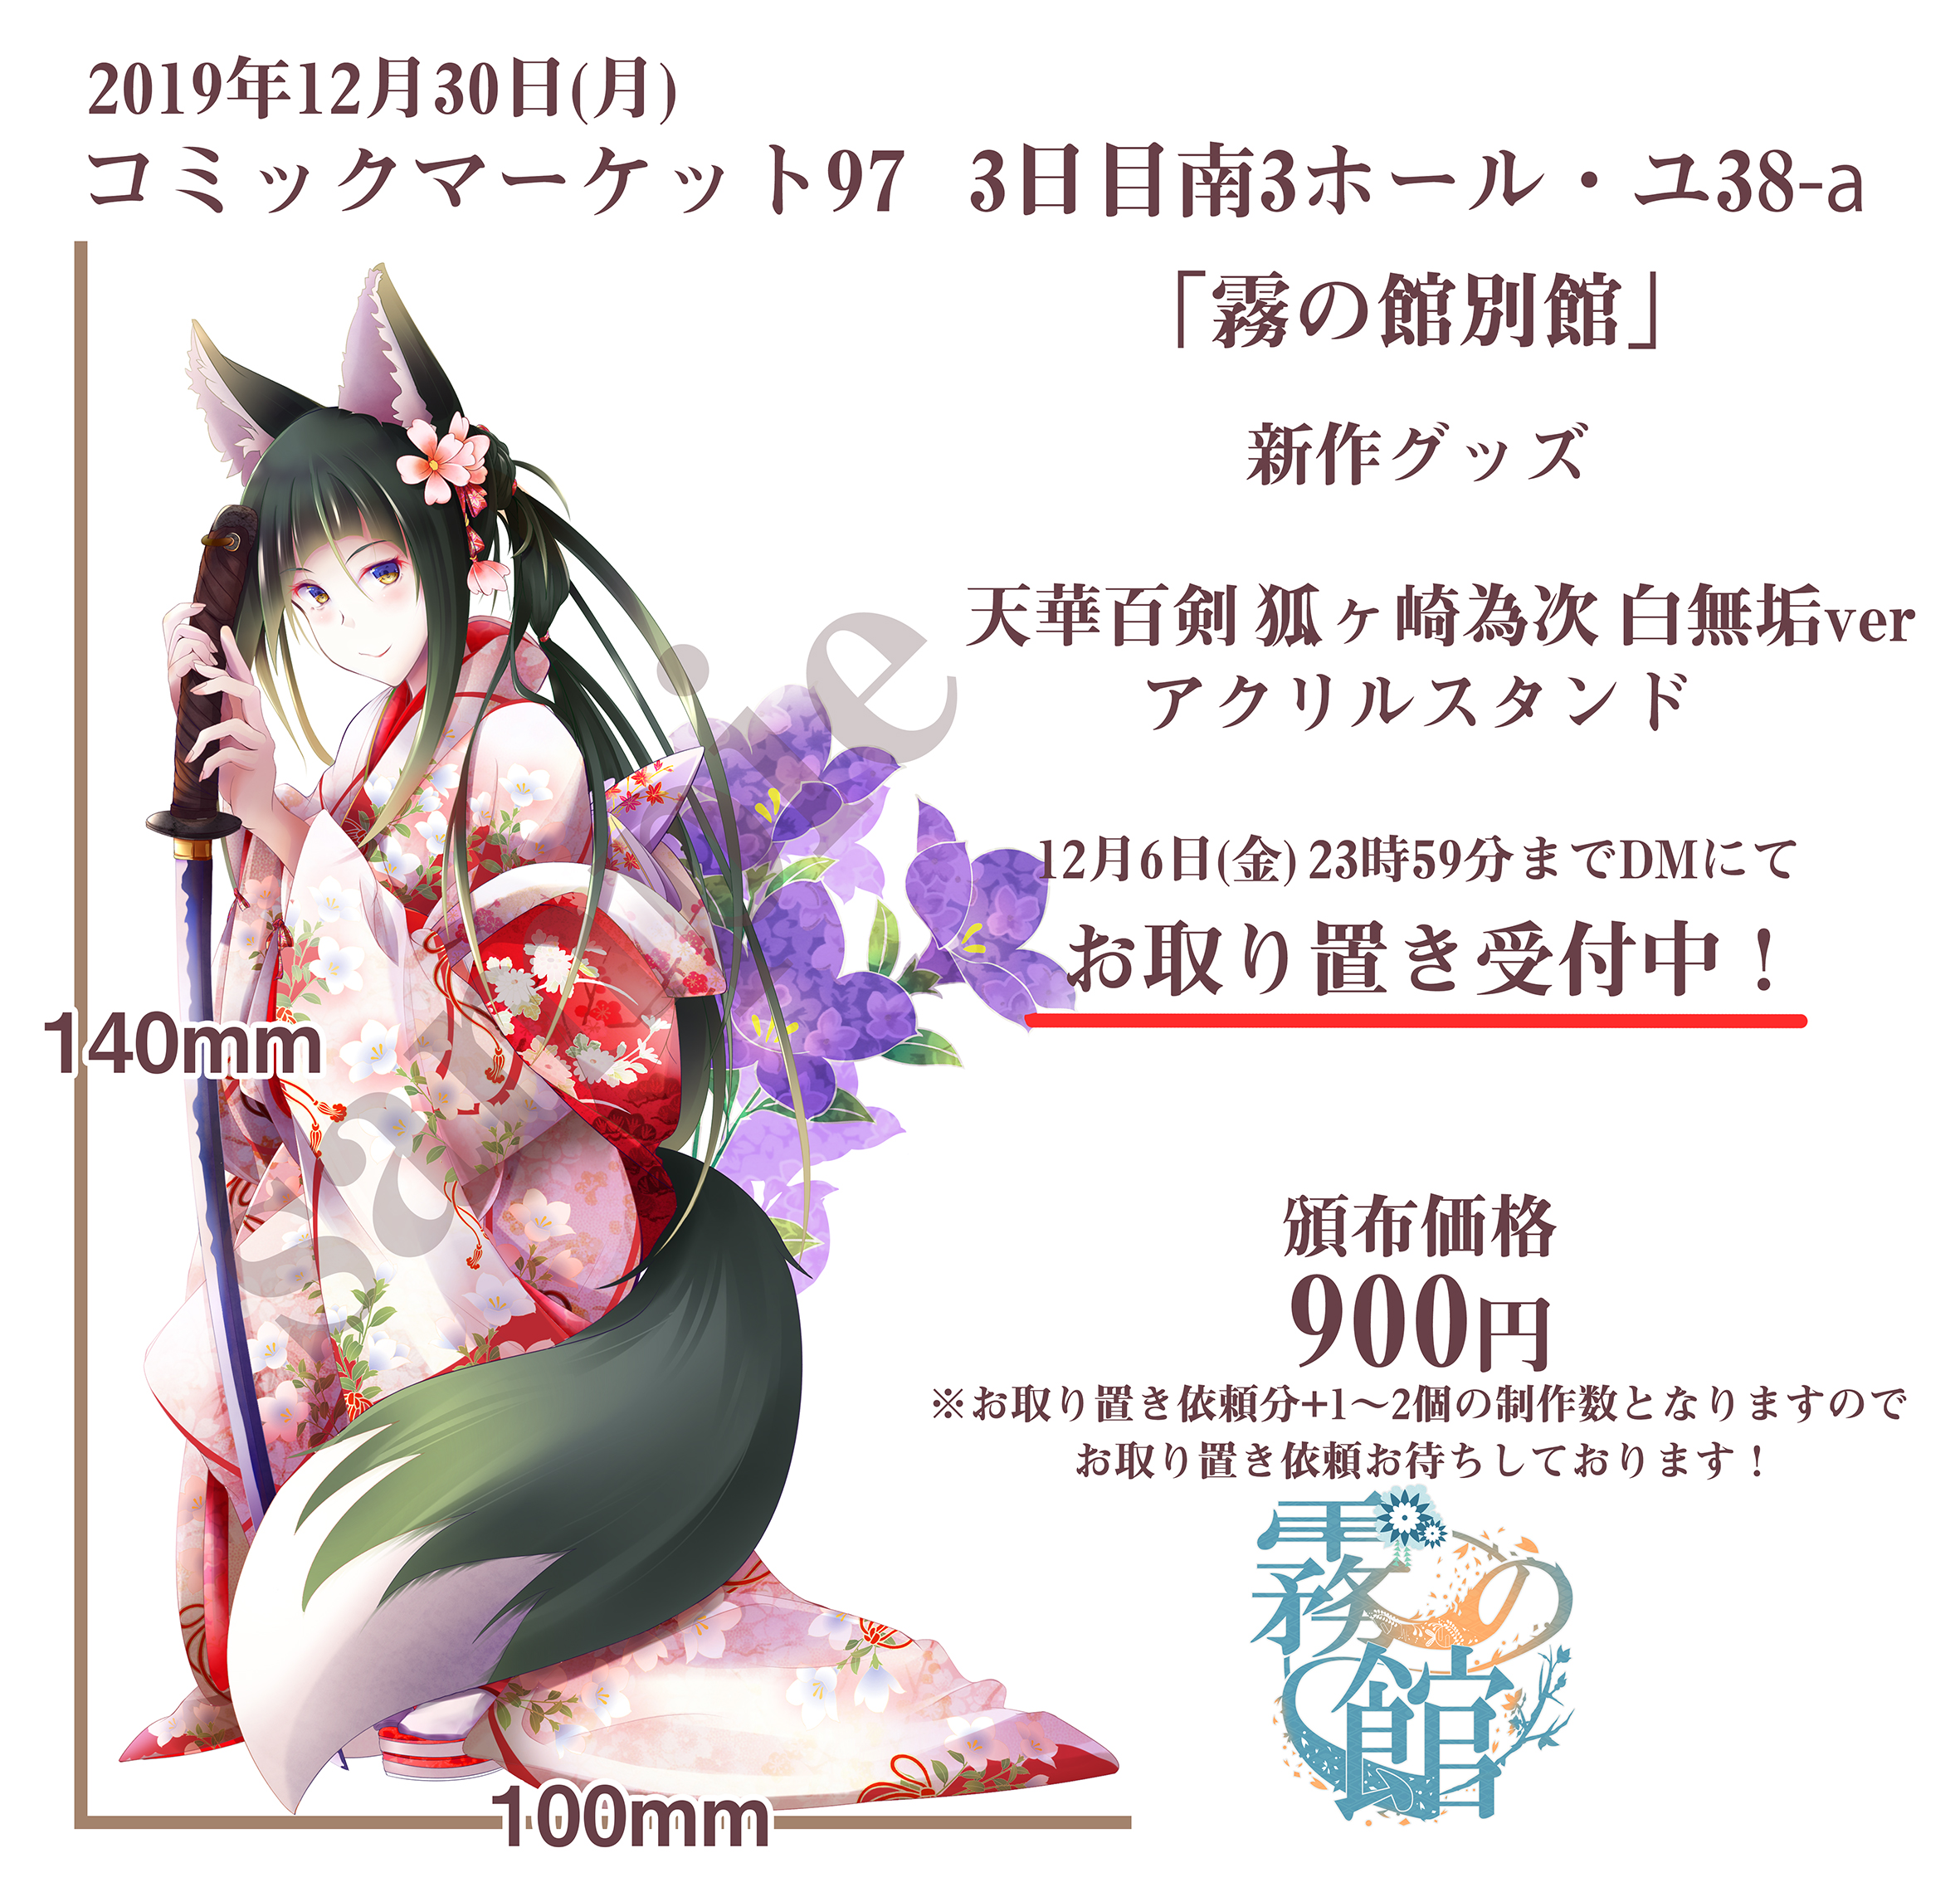 2019年12月30日(月)
コミックマーケット97 3日目南3ホール・ユ38-a
「霧の館別館」
新作グッズ
天華百剣 狐ヶ崎為次 白無垢ver
アクリルスタンド
12月6日(金) 23時59分までDMにて
お取り置き受付中！
頒布価格
900円
※お取り置き依頼分+1～2個の制作数となりますので
お取り置き依頼お待ちしております！
140mm
100mm
sample
霧の
館